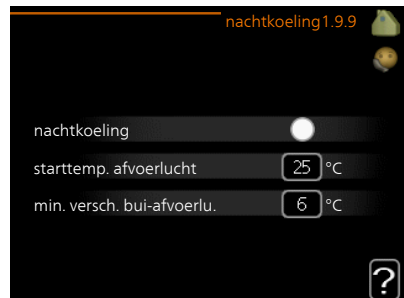 nachtkoeling1.9.9
nachtkoeling
starttemp. afvoerlucht 25 °C
min. versch. bui-afvoerlu. 6 °C
?